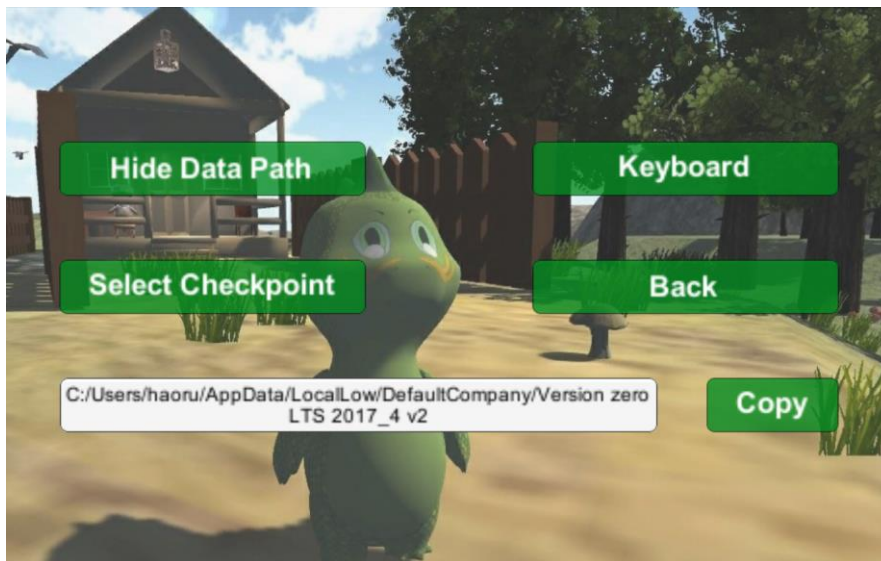 Hide Data Path
Keyboard
Select Checkpoint
Back
C:/Users/haoru/AppData/LocalLow/DefaultCompany/Version zero
LTS 2017_4 v2
Copy